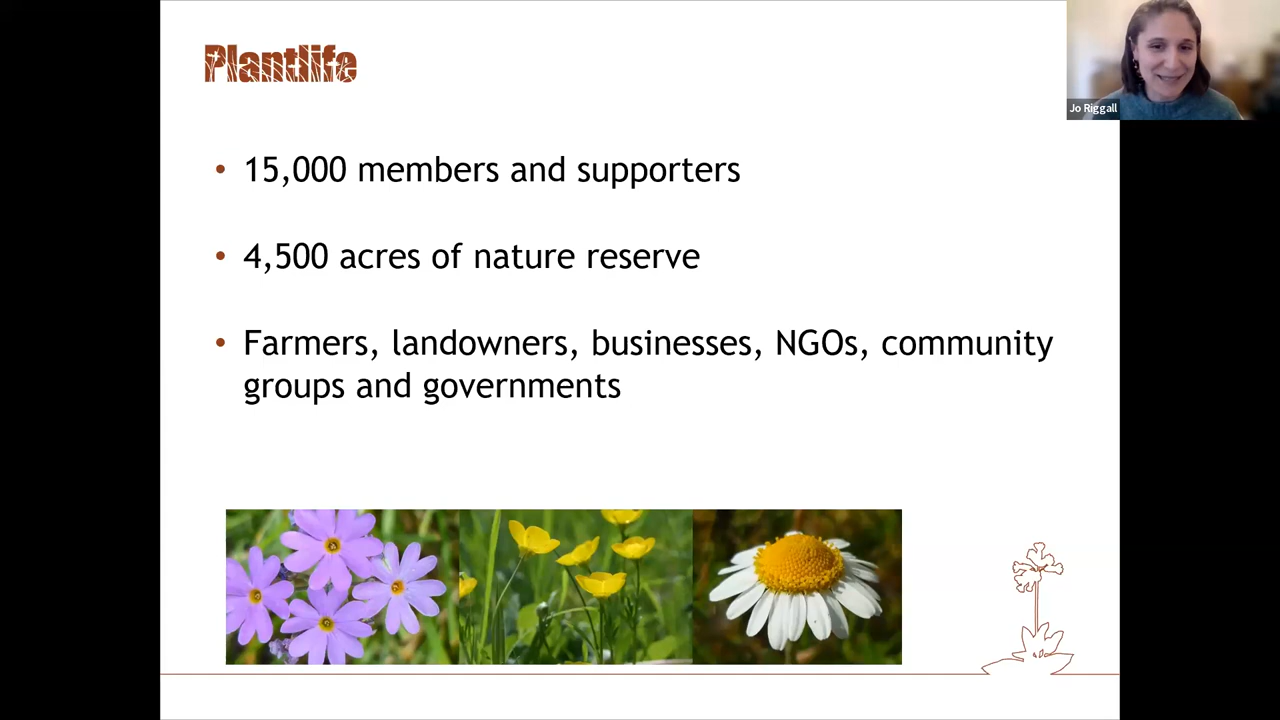 Plantlife
Jo Riggall
• 15,000 members and supporters
• 4,500 acres of nature reserve
• Farmers, landowners, businesses, NGOs, community
groups and governments